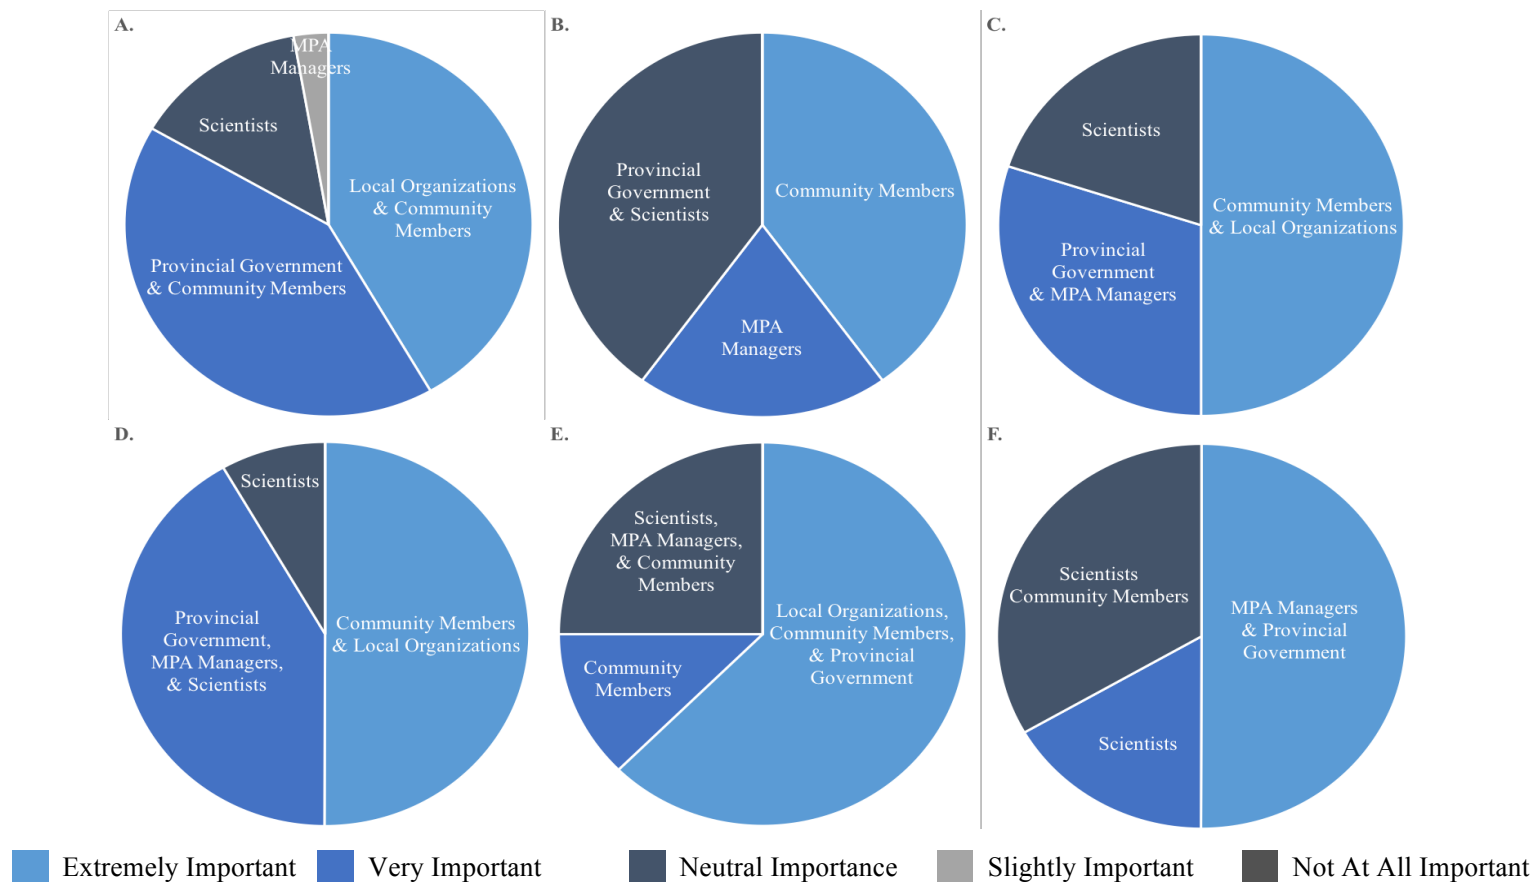 A.
MPA
Managers
Scientists
Local Organizations
& Community
Members
Provincial Government
& Community Members
B.
Provincial
Government
& Scientists
Community Members
MPA
Managers
C.
Scientists
Community Members
& Local Organizations
Provincial
Government
& MPA Managers
D.
Scientists
Provincial
Government,
MPA Managers,
& Scientists
Community Members
& Local Organizations
E.
Scientists,
MPA Managers,
& Community
Members
Local Organizations,
Community Members,
& Provincial
Government
Community
Members
F.
Scientists
Community Members
MPA Managers
& Provincial
Government
Scientists
Extremely Important
Very Important
Neutral Importance
Slightly Important
Not At All Important